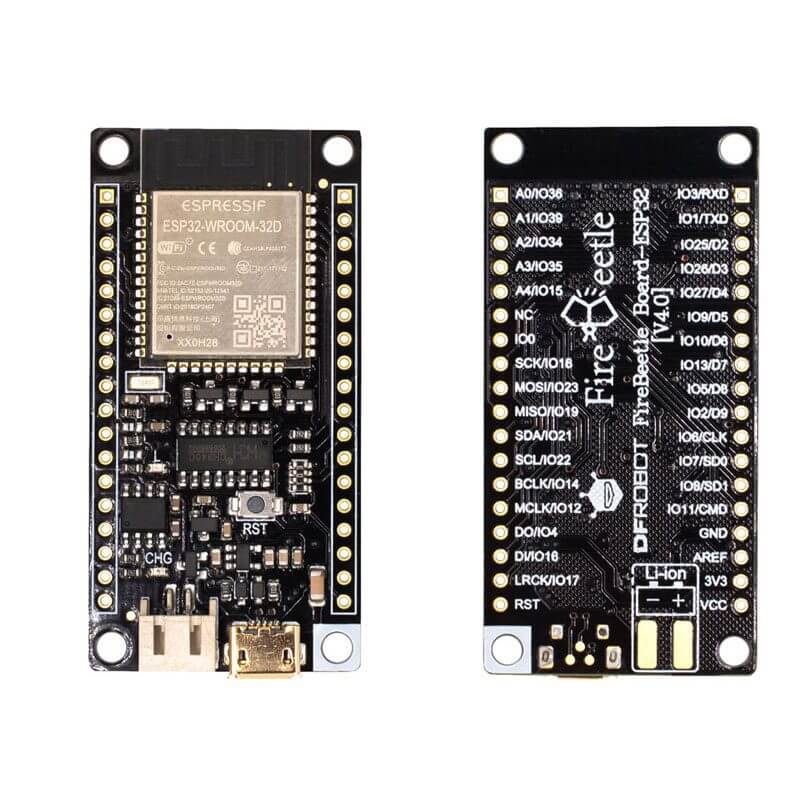 ESPRESSIF
ESP32-WROOM-32D
WiFi
CE
XX0H28
RST
CHG
A0/IO36
A1/IO39
A2/IO34
A3/IO35
A4/IO15
NC
IO0
SCK/IO18
MOSI/IO23
MISO/IO19
SDA/IO21
SCL/IO22
BCLK/IO14
MCLK/IO12
DO/IO4
DI/IO16
LRCK/IO17
RST
Fire Beetle
DFROBOT FireBeetle Board-ESP32
[V4.0]
IO3/RXD
IO1/TXD
IO25/D2
IO26/D3
IO27/D4
IO9/D5
IO10/D6
IO13/D7
IO5/D8
IO2/D9
IO6/CLK
IO7/SD0
IO8/SD1
IO11/CMD
GND
AREF
3V3
VCC
Li-ion
- +